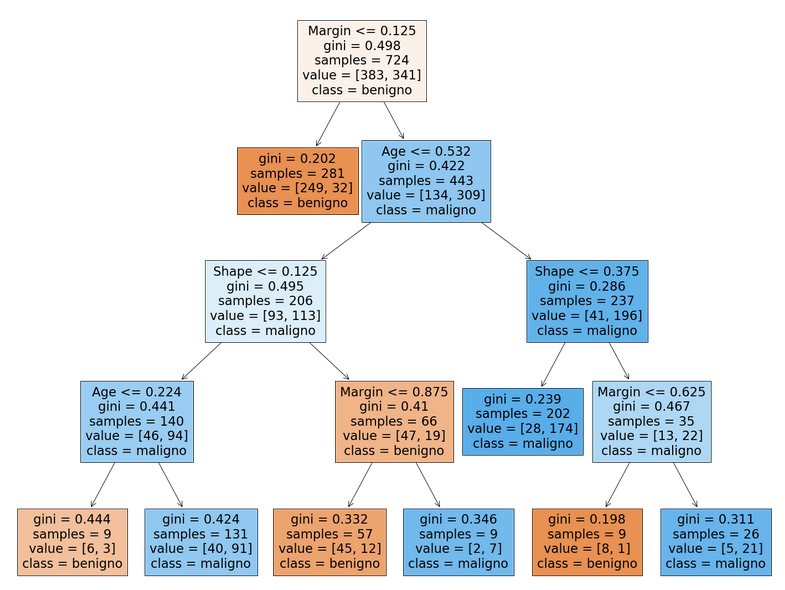 Margin <= 0.125
gini = 0.498
samples = 724
value = [383, 341]
class = benigno
gini = 0.202
samples = 281
value = [249, 32]
class = benigno
Age <= 0.532
gini = 0.422
samples = 443
value = [134, 309]
class = maligno
Shape <= 0.125
gini = 0.495
samples = 206
value = [93, 113]
class = maligno
Shape <= 0.375
gini = 0.286
samples = 237
value = [41, 196]
class = maligno
Age <= 0.224
gini = 0.441
samples = 140
value = [46, 94]
class = maligno
Margin <= 0.875
gini = 0.41
samples = 66
value = [47, 19]
class = benigno
gini = 0.239
samples = 202
value = [28, 174]
class = maligno
Margin <= 0.625
gini = 0.467
samples = 35
value = [13, 22]
class = maligno
gini = 0.444
samples = 9
value = [6, 3]
class = benigno
gini = 0.424
samples = 131
value = [40, 91]
class = maligno
gini = 0.332
samples = 57
value = [45, 12]
class = benigno
gini = 0.346
samples = 9
value = [2, 7]
class = maligno
gini = 0.198
samples = 9
value = [8, 1]
class = benigno
gini = 0.311
samples = 26
value = [5, 21]
class = maligno